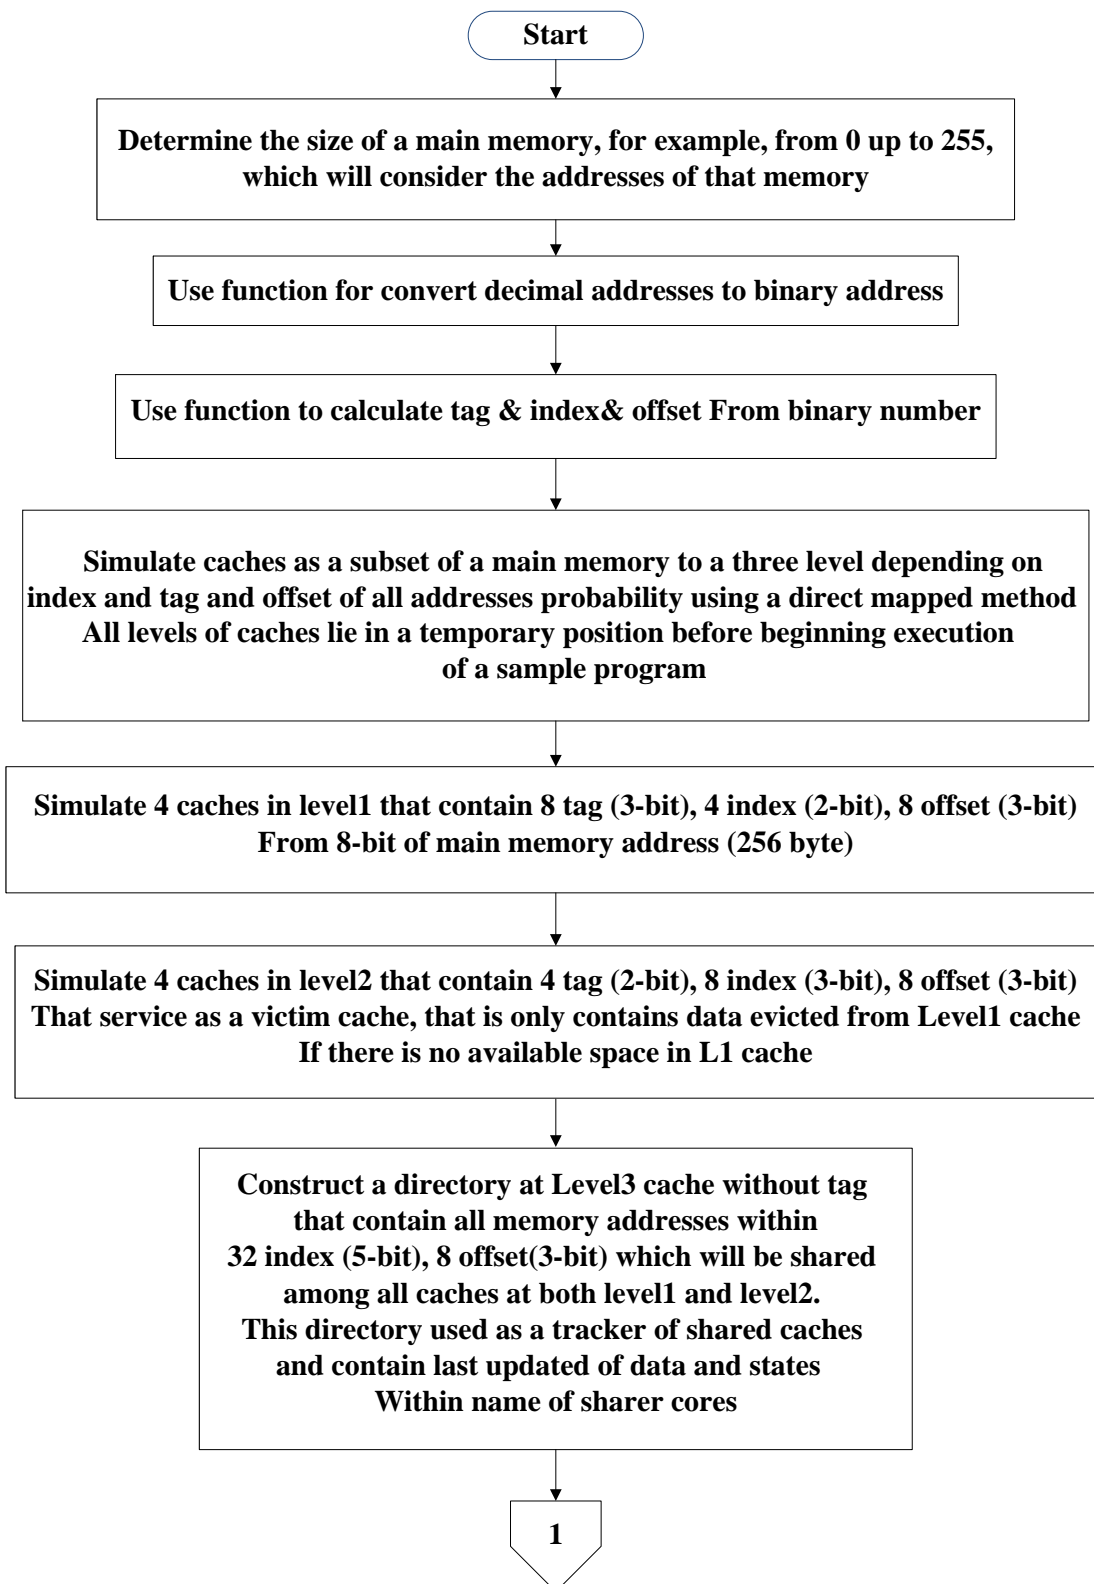 Start
Determine the size of a main memory, for example, from 0 up to 255,
which will consider the addresses of that memory
Use function for convert decimal addresses to binary address
Use function to calculate tag & index& offset From binary number
Simulate caches as a subset of a main memory to a three level depending on
index and tag and offset of all addresses probability using a direct mapped method
All levels of caches lie in a temporary position before beginning execution
of a sample program
Simulate 4 caches in level1 that contain 8 tag (3-bit), 4 index (2-bit), 8 offset (3-bit)
From 8-bit of main memory address (256 byte)
Simulate 4 caches in level2 that contain 4 tag (2-bit), 8 index (3-bit), 8 offset (3-bit)
That service as a victim cache, that is only contains data evicted from Level1 cache
If there is no available space in L1 cache
Construct a directory at Level3 cache without tag
that contain all memory addresses within
32 index (5-bit), 8 offset(3-bit) which will be shared
among all caches at both level1 and level2.
This directory used as a tracker of shared caches
and contain last updated of data and states
Within name of sharer cores
1